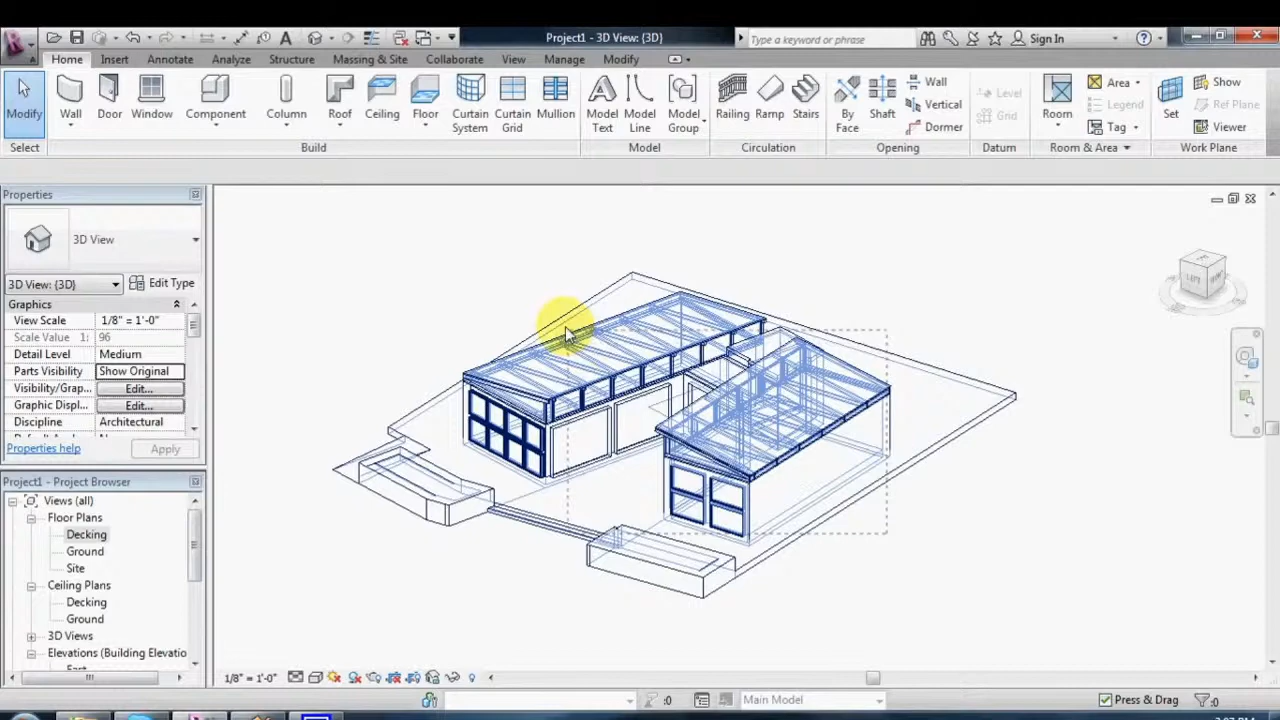 Project1 - 3D View: {3D}
Type a keyword or phrase
Sign In
Home Insert Annotate Analyze Structure Massing & Site Collaborate View Manage Modify
Modify
Wall
Door
Window
Component
Column
Roof
Ceiling
Floor
Curtain System
Curtain Grid
Mullion
Model Text
Model Line
Model Group
Railing
Ramp
Stairs
By Face
Shaft
Wall
Vertical
Dormer
Level
Grid
Room
Area
Legend
Tag
Set
Show
Ref Plane
Viewer
Select
Build
Model
Circulation
Opening
Datum
Room & Area
Work Plane
Properties
3D View
3D View: {3D}
Edit Type
Graphics
View Scale 1/8" = 1'-0"
Scale Value 1: 96
Detail Level Medium
Parts Visibility Show Original
Visibility/Grap... Edit...
Graphic Displ... Edit...
Discipline Architectural
Properties help
Apply
Project1 - Project Browser
Views (all)
Floor Plans
Decking
Ground
Site
Ceiling Plans
Decking
Ground
3D Views
Elevations (Building Elevatio
East
LEFT
1/8" = 1'-0"
:0
Main Model
Press & Drag
:0